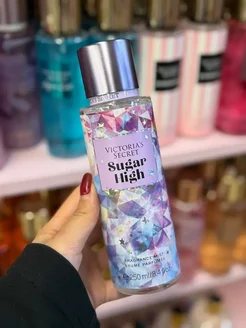 VICTORIA'S SECRET
Sugar
High
FRAGRANCE MIST
BRUME PARFUMÉE